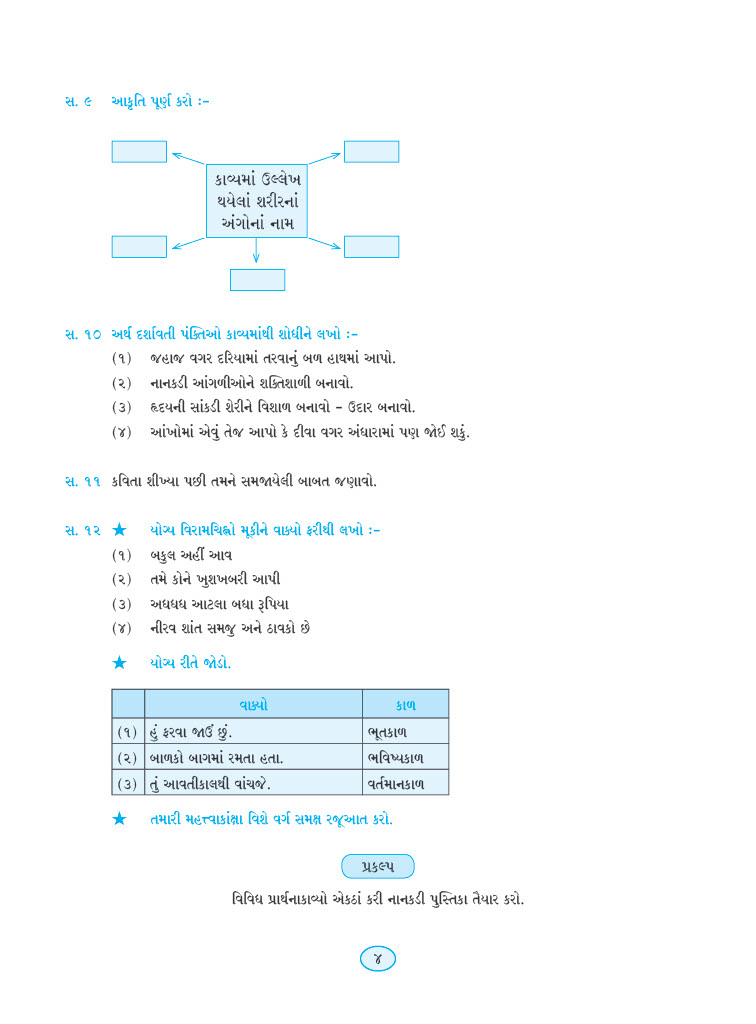 સ. ૯ આકૃતિ પૂર્ણ કરો :–
કાવ્યમાં ઉલ્લેખ
થયેલાં શરીરનાં
અંગોનાં નામ
સ. ૧૦ અર્થ દર્શાવતી પંક્તિઓ કાવ્યમાંથી શોધીને લખો :–
(૧) જહાજ વગર દરિયામાં તરવાનું બળ હાથમાં આપો.
(૨) નાનકડી આંગળીઓને શક્તિશાળી બનાવો.
(૩) હૃદયની સાંકડી શેરીને વિશાળ બનાવો – ઉદાર બનાવો.
(૪) આંખોમાં એવું તેજ આપો કે દીવા વગર અંધારામાં પણ જોઈ શકું.
સ. ૧૧ કવિતા શીખ્યા પછી તમને સમજાયેલી બાબત જણાવો.
સ. ૧૨ ★ યોગ્ય વિરામચિહ્નો મૂકીને વાક્યો ફરીથી લખો :–
(૧) બકુલ અહીં આવ
(૨) તમે કોને ખુશખબરી આપી
(૩) અધધધ આટલા બધા રૂપિયા
(૪) નીરવ શાંત સમજુ અને ઠાવકો છે
★ યોગ્ય રીતે જોડો.
વાક્યો કાળ
(૧) હું ફરવા જાઉં છું. ભૂતકાળ
(૨) બાળકો બાગમાં રમતા હતા. ભવિષ્યકાળ
(૩) તું આવતીકાલથી વાંચજે. વર્તમાનકાળ
★ તમારી મહત્ત્વાકાંક્ષા વિશે વર્ગ સમક્ષ રજૂઆત કરો.
પ્રકલ્પ
વિવિધ પ્રાર્થનાકાવ્યો એકઠાં કરી નાનકડી પુસ્તિકા તૈયાર કરો.
૪